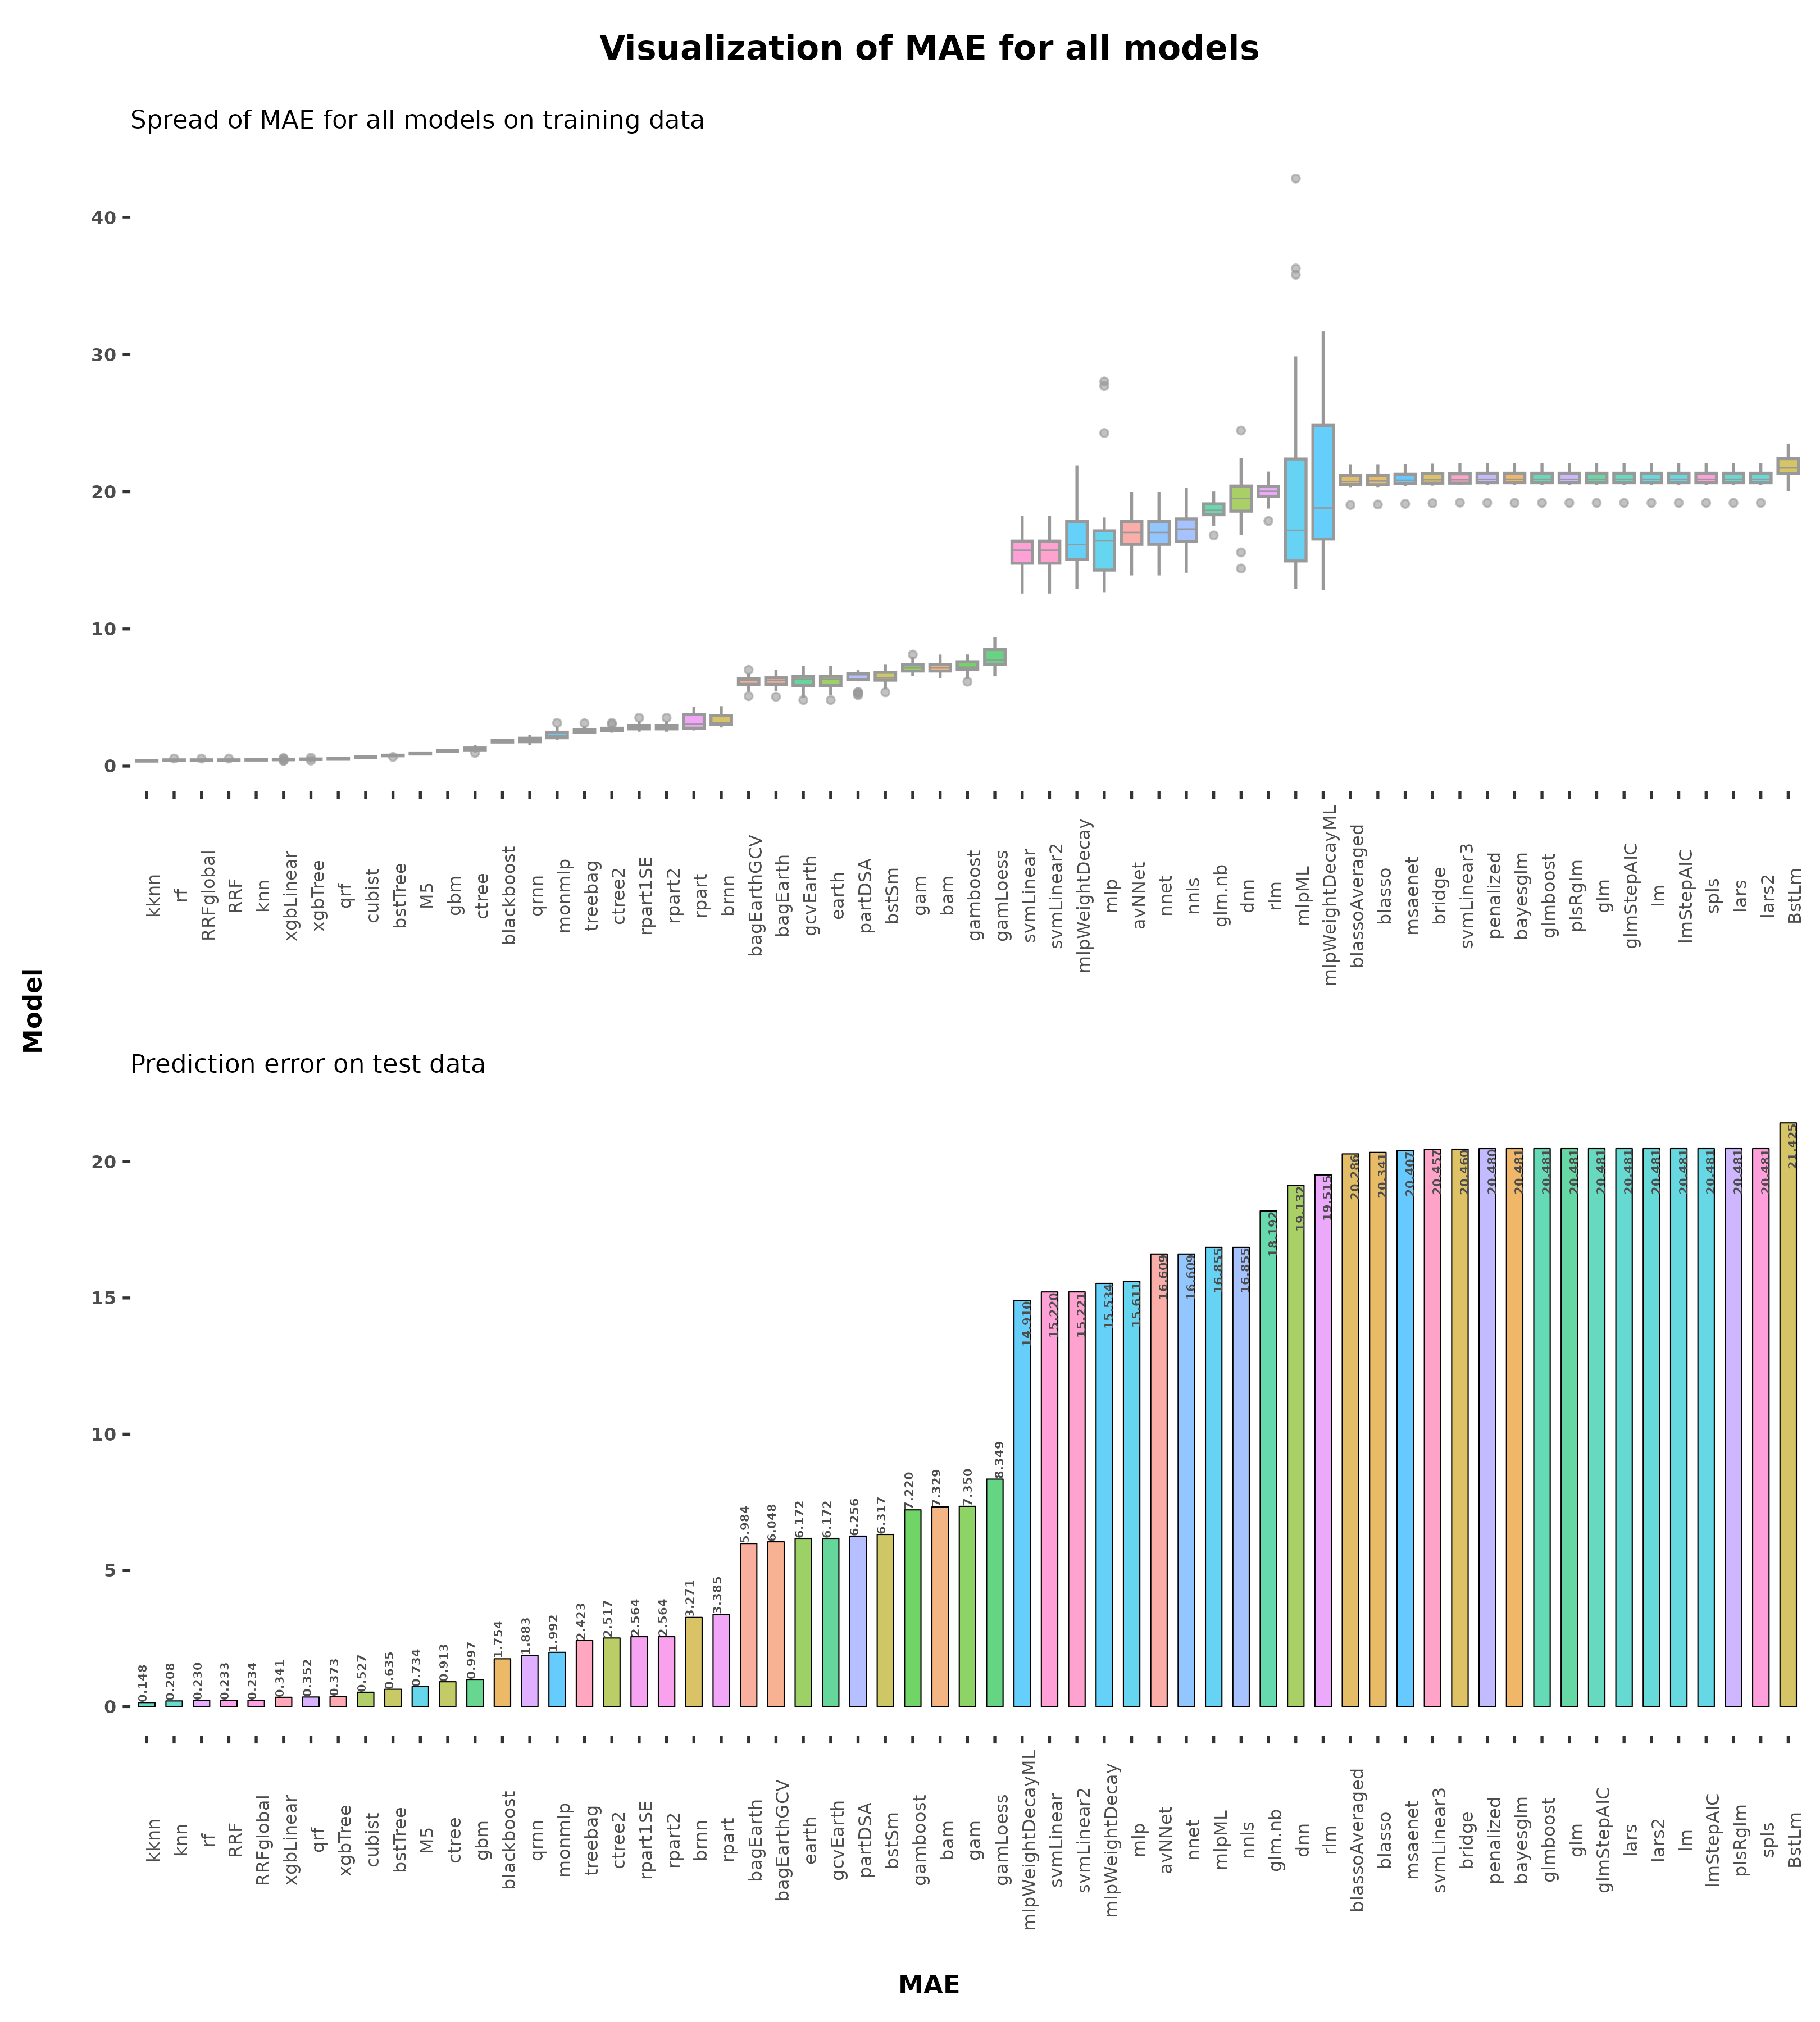 Visualization of MAE for all models
Spread of MAE for all models on training data
40
30
20
10
0
kknn
rf
RRFglobal
RRF
knn
xgbLinear
xgbTree
qrf
cubist
bstTree
M5
gbm
ctree
blackboost
qrnn
monmlp
treebag
ctree2
rpart1SE
rpart2
rpart
brnn
bagEarthGCV
bagEarth
gcvEarth
earth
partDSA
bstSm
gam
bam
gamboost
gamLoess
svmLinear
svmLinear2
mlpWeightDecay
mlp
avNNet
nnet
nnls
glm.nb
dnn
rlm
mlpML
mlpWeightDecayML
blassoAveraged
blasso
msaenet
bridge
svmLinear3
penalized
bayesglm
glmboost
plsRglm
glm
glmStepAIC
lm
lmStepAIC
spls
lars
lars2
BstLm
Model
Prediction error on test data
20
15
10
5
0
0.148
0.208
0.230
0.233
0.234
0.341
0.352
0.373
0.527
0.635
0.734
0.913
0.997
1.754
1.883
1.992
2.423
2.517
2.564
2.564
3.271
3.385
5.984
6.048
6.172
6.172
6.256
6.317
7.220
7.329
7.350
8.349
14.910
15.220
15.221
15.534
15.611
16.609
16.609
16.855
16.855
18.192
19.132
19.515
20.286
20.341
20.407
20.457
20.460
20.480
20.481
20.481
20.481
20.481
20.481
20.481
20.481
20.481
20.481
20.481
21.425
kknn
knn
rf
RRF
RRFglobal
xgbLinear
qrf
xgbTree
cubist
bstTree
M5
ctree
gbm
blackboost
qrnn
monmlp
treebag
ctree2
rpart1SE
rpart2
brnn
rpart
bagEarth
bagEarthGCV
earth
gcvEarth
partDSA
bstSm
gamboost
bam
gam
gamLoess
mlpWeightDecayML
svmLinear
svmLinear2
mlpWeightDecay
mlp
avNNet
nnet
mlpML
nnls
glm.nb
dnn
rlm
blassoAveraged
blasso
msaenet
svmLinear3
bridge
penalized
bayesglm
glmboost
glm
glmStepAIC
lars
lars2
lm
lmStepAIC
plsRglm
spls
BstLm
MAE